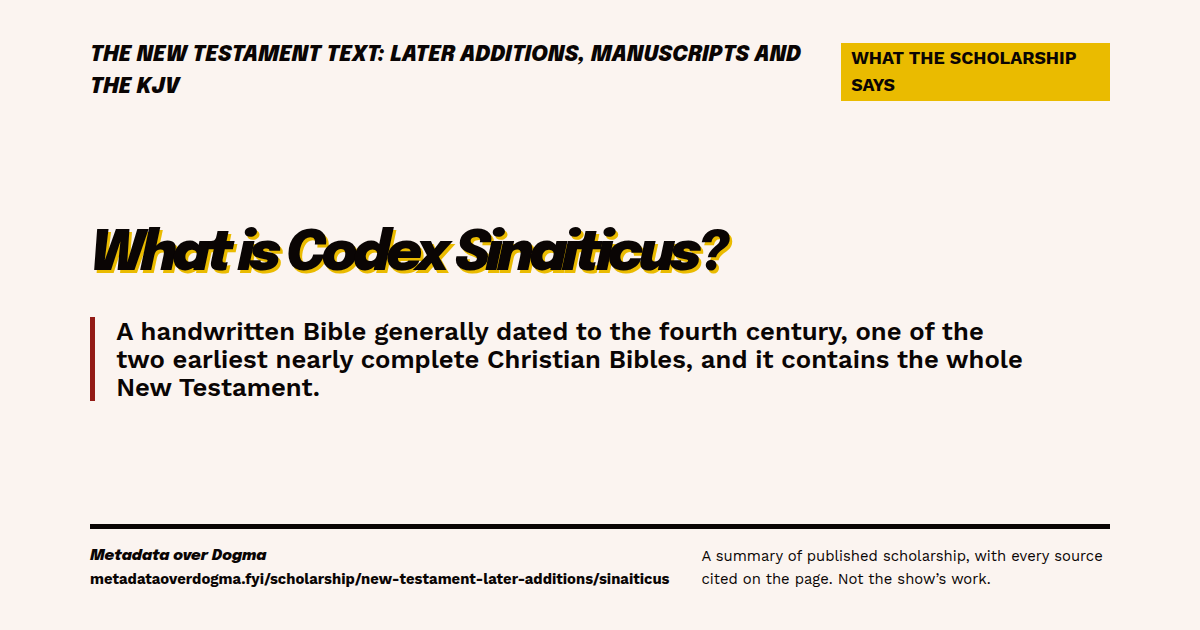 THE NEW TESTAMENT TEXT: LATER ADDITIONS, MANUSCRIPTS AND
THE KJV
WHAT THE SCHOLARSHIP
SAYS
What is Codex Sinaiticus?
A handwritten Bible generally dated to the fourth century, one of the
two earliest nearly complete Christian Bibles, and it contains the whole
New Testament.
Metadata over Dogma
metadataoverdogma.fyi/scholarship/new-testament-later-additions/sinaiticus
A summary of published scholarship, with every source
cited on the page. Not the show’s work.